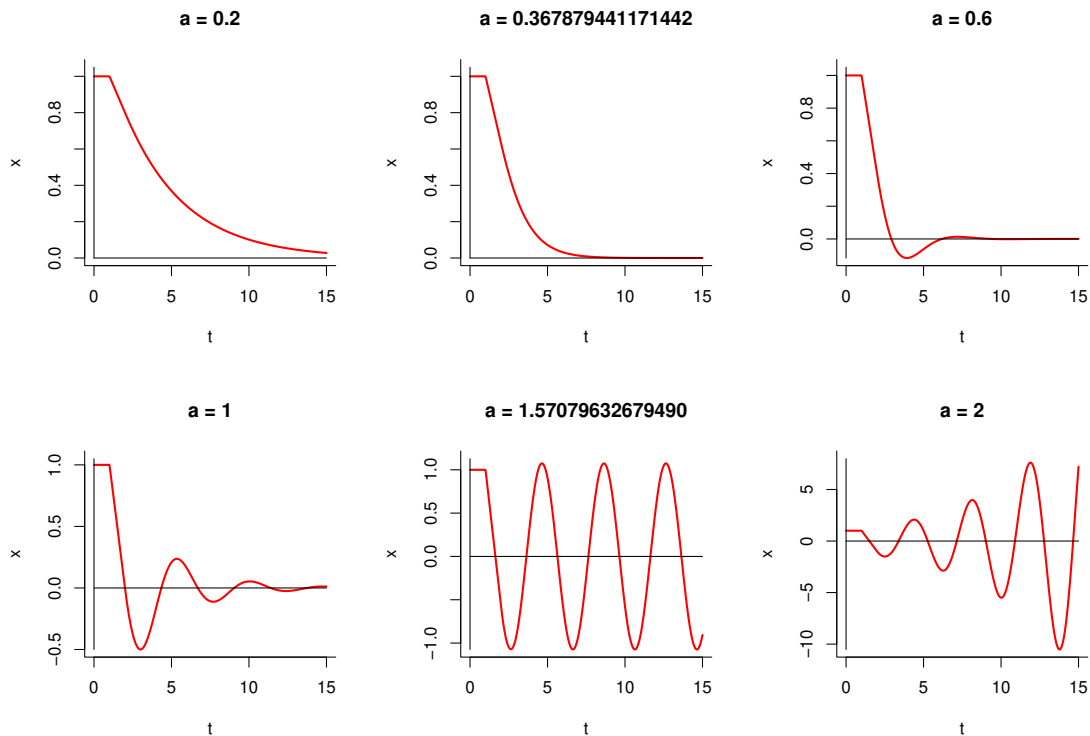 a = 0.2
x
0.0 0.4 0.8
0 5 10 15
t
a = 0.367879441171442
x
0.0 0.4 0.8
0 5 10 15
t
a = 0.6
x
0.0 0.4 0.8
0 5 10 15
t
a = 1
x
−0.5 0.0 0.5 1.0
0 5 10 15
t
a = 1.57079632679490
x
−1.0 0.0 0.5 1.0
0 5 10 15
t
a = 2
x
−10 −5 0 5
0 5 10 15
t